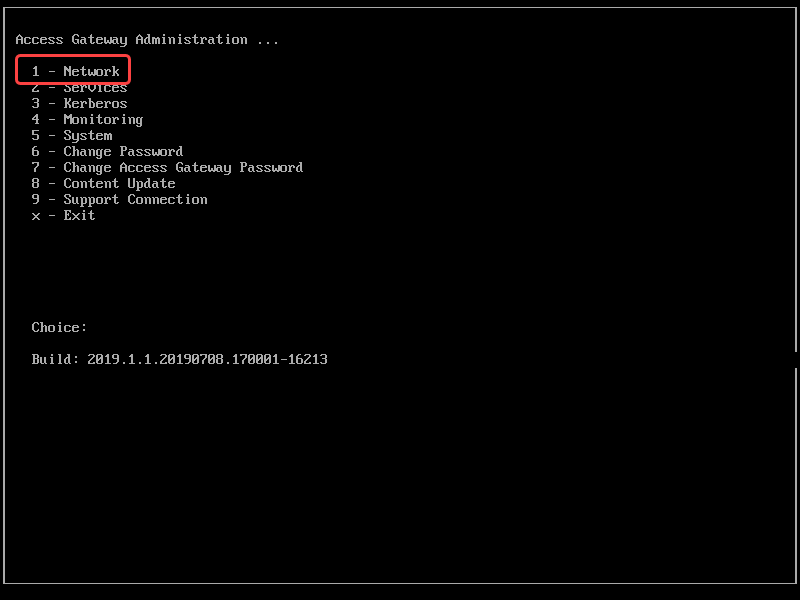 Access Gateway Administration ...
1 - Network
2 - Services
3 - Kerberos
4 - Monitoring
5 - System
6 - Change Password
7 - Change Access Gateway Password
8 - Content Update
9 - Support Connection
x - Exit
Choice:
Build: 2019.1.1.20190708.170001-16213